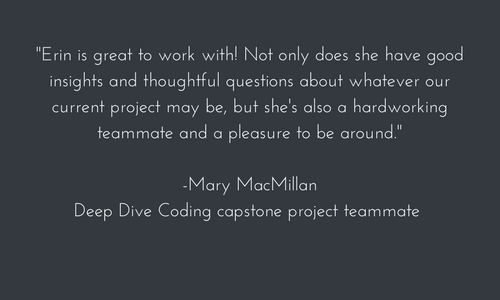 "Erin is great to work with! Not only does she have good
insights and thoughtful questions about whatever our
current project may be, but she's also a hardworking
teammate and a pleasure to be around."
-Mary MacMillan
Deep Dive Coding capstone project teammate